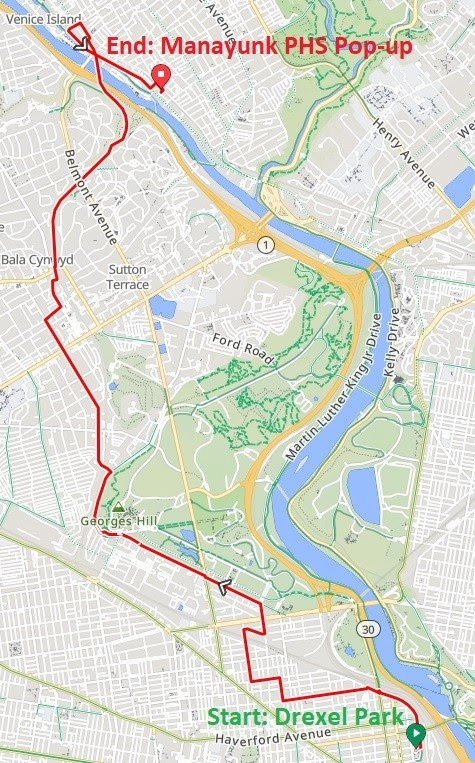 Venice Island
End: Manayunk PHS Pop-up
Henty Avenue
We
Belmont Avenue
1
Bala Cynwyd
Sutton
Terrace
Ford Road
Martin Luther King Jr Drive
Kelly Drive
Georges Hill
30
Start: Drexel Park
Haverford Avenue